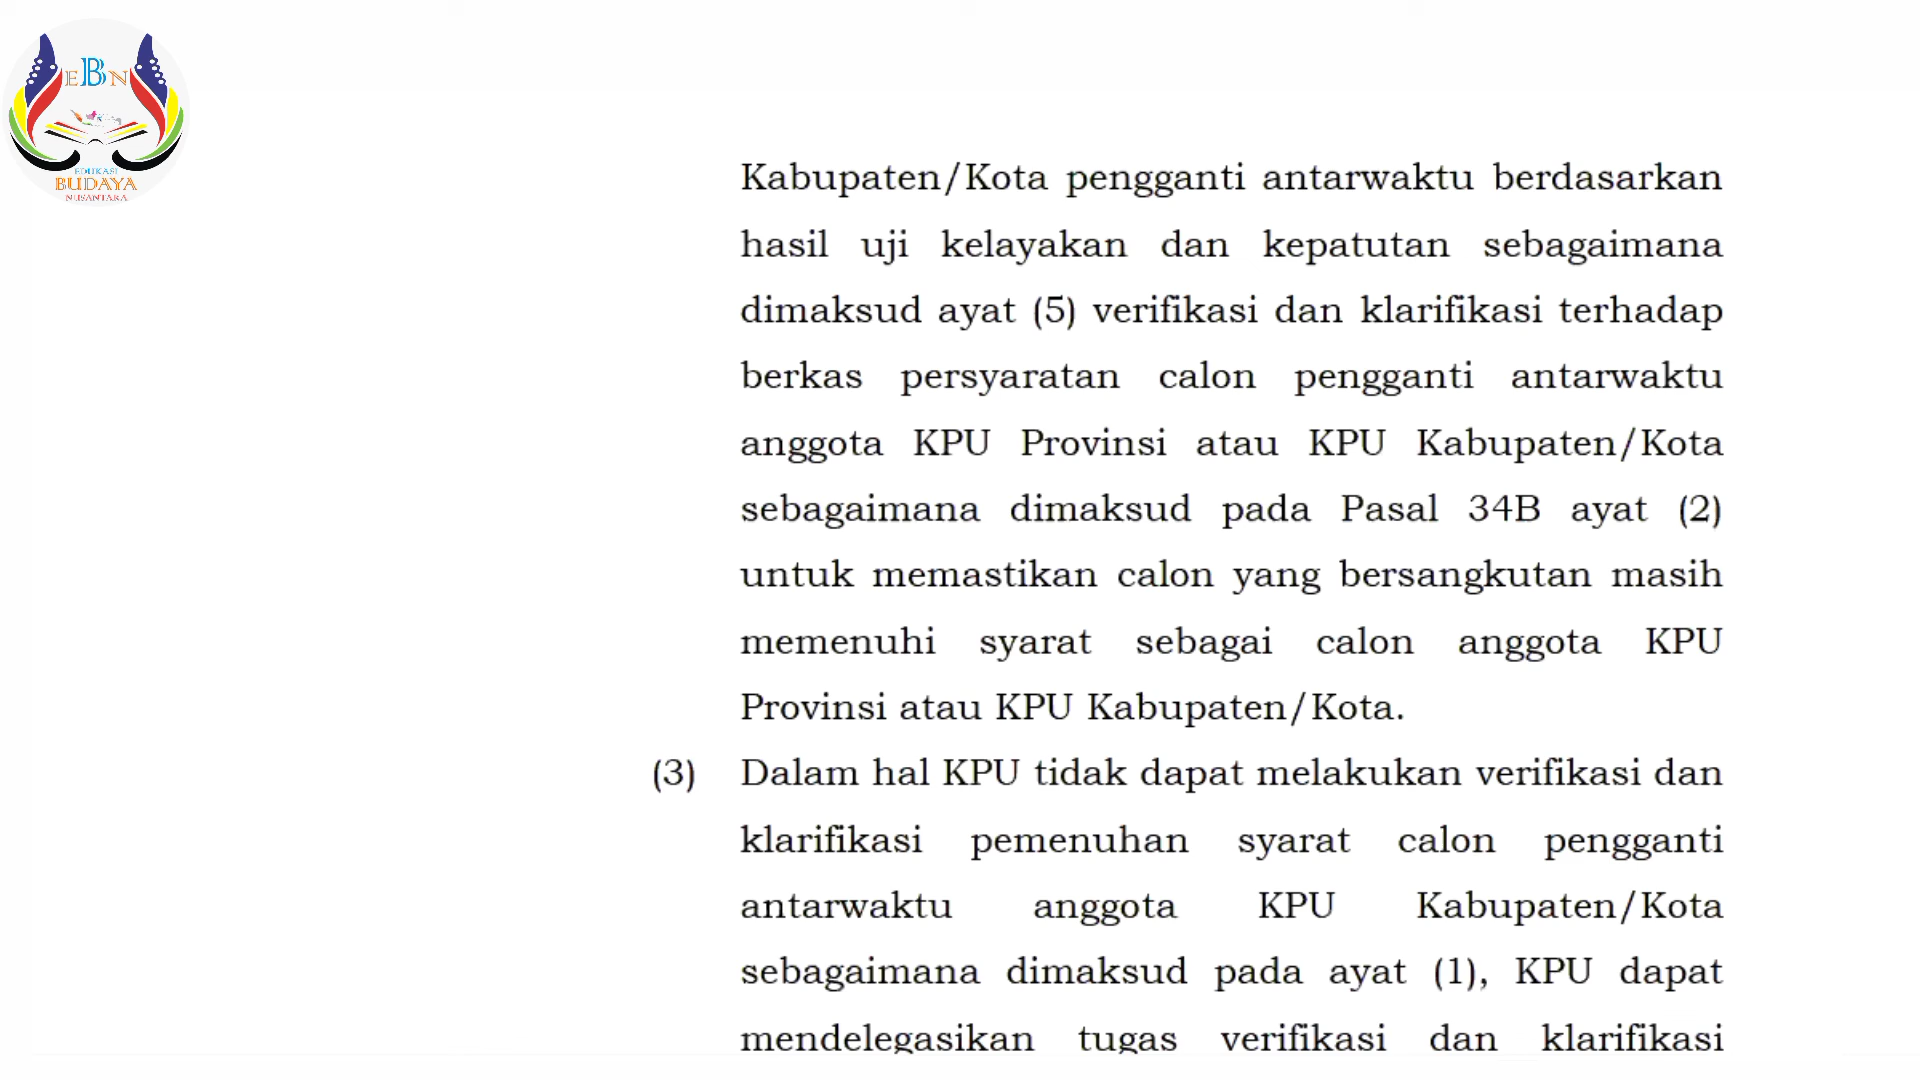 EBN
EDUKASI
BUDAYA
NUSANTARA
Kabupaten/Kota pengganti antarwaktu berdasarkan
hasil uji kelayakan dan kepatutan sebagaimana
dimaksud ayat (5) verifikasi dan klarifikasi terhadap
berkas persyaratan calon pengganti antarwaktu
anggota KPU Provinsi atau KPU Kabupaten/Kota
sebagaimana dimaksud pada Pasal 34B ayat (2)
untuk memastikan calon yang bersangkutan masih
memenuhi syarat sebagai calon anggota KPU
Provinsi atau KPU Kabupaten/Kota.
(3) Dalam hal KPU tidak dapat melakukan verifikasi dan
klarifikasi pemenuhan syarat calon pengganti
antarwaktu anggota KPU Kabupaten/Kota
sebagaimana dimaksud pada ayat (1), KPU dapat
mendelegasikan tugas verifikasi dan klarifikasi